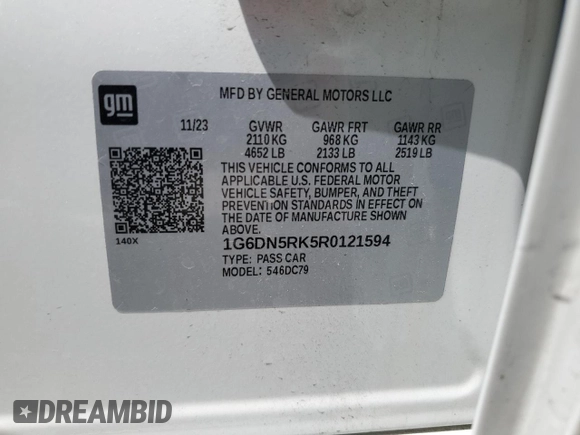 gm
MFD BY GENERAL MOTORS LLC
11/23 GVWR GAWR FRT GAWR RR
2110 KG 968 KG 1143 KG
4652 LB 2133 LB 2519 LB
THIS VEHICLE CONFORMS TO ALL
APPLICABLE U.S. FEDERAL MOTOR
VEHICLE SAFETY, BUMPER, AND THEFT
PREVENTION STANDARDS IN EFFECT ON
THE DATE OF MANUFACTURE SHOWN
ABOVE.
140X
1G6DN5RK5R0121594
TYPE: PASS CAR
MODEL: 546DC79
DREAMBID